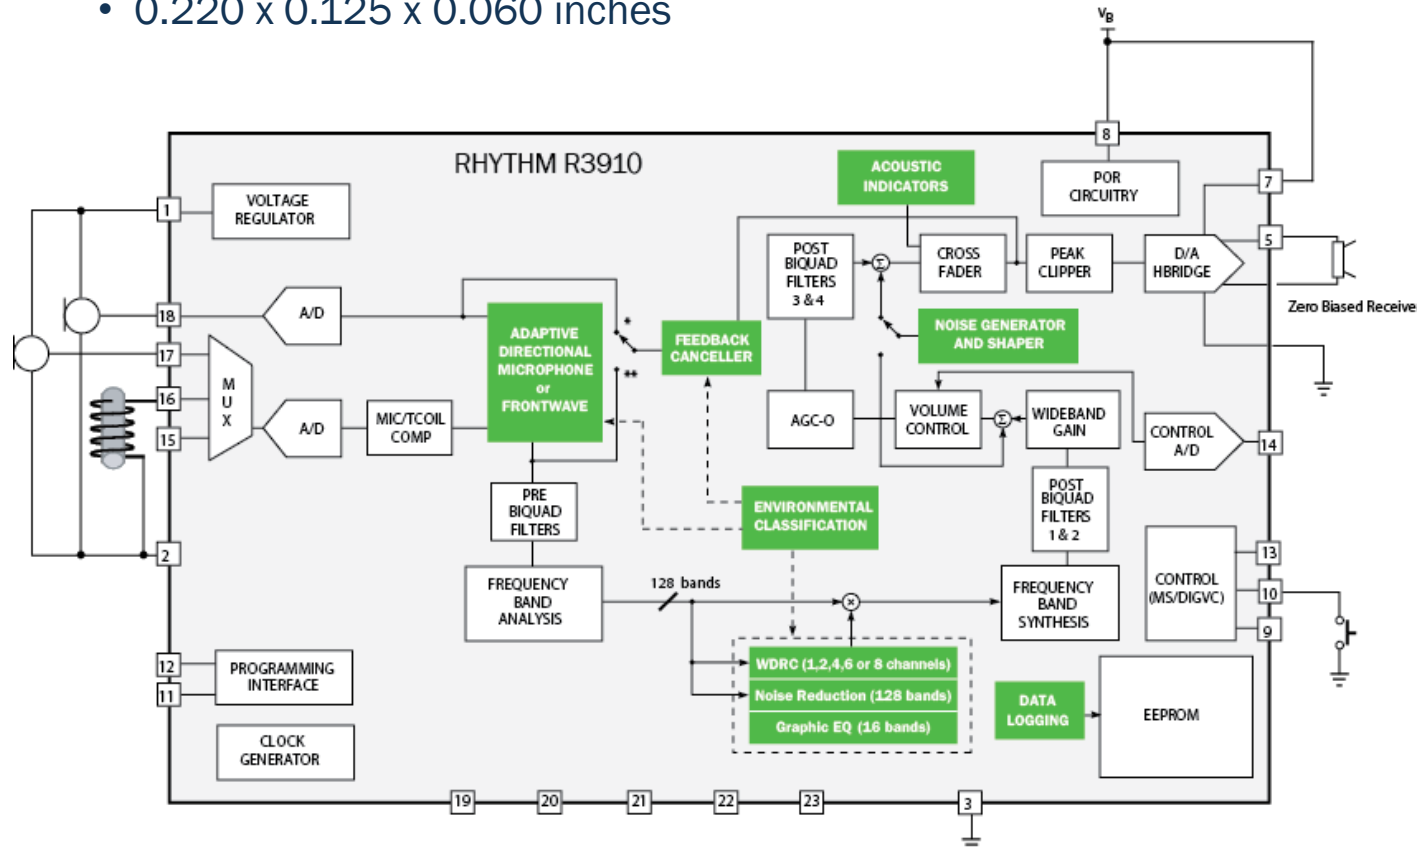 • 0.220 x 0.125 x 0.060 inches
VB
8
RHYTHM R3910
ACOUSTIC
INDICATORS
POR
CIRCUITRY
7
1
VOLTAGE
REGULATOR
5
POST
BIQUAD
FILTERS
3 & 4
Σ
CROSS
FADER
PEAK
CLIPPER
D/A
HBRIDGE
Zero Biased Receive
18
A/D
*
ADAPTIVE
DIRECTIONAL
MICROPHONE
or
FRONTWAVE
FEEDBACK
CANCELLER
**
NOISE GENERATOR
AND SHAPER
17
16
15
M
U
X
A/D
MIC/TCOIL
COMP
AGC-O
VOLUME
CONTROL
Σ
WIDEBAND
GAIN
CONTROL
A/D
14
PRE
BIQUAD
FILTERS
ENVIRONMENTAL
CLASSIFICATION
POST
BIQUAD
FILTERS
1 & 2
2
13
10
9
CONTROL
(MS/DIGVC)
FREQUENCY
BAND
ANALYSIS
128 bands
×
FREQUENCY
BAND
SYNTHESIS
12
11
PROGRAMMING
INTERFACE
WDRC (1,2,4,6 or 8 channels)
Noise Reduction (128 bands)
Graphic EQ (16 bands)
DATA
LOGGING
EEPROM
CLOCK
GENERATOR
19
20
21
22
23
3